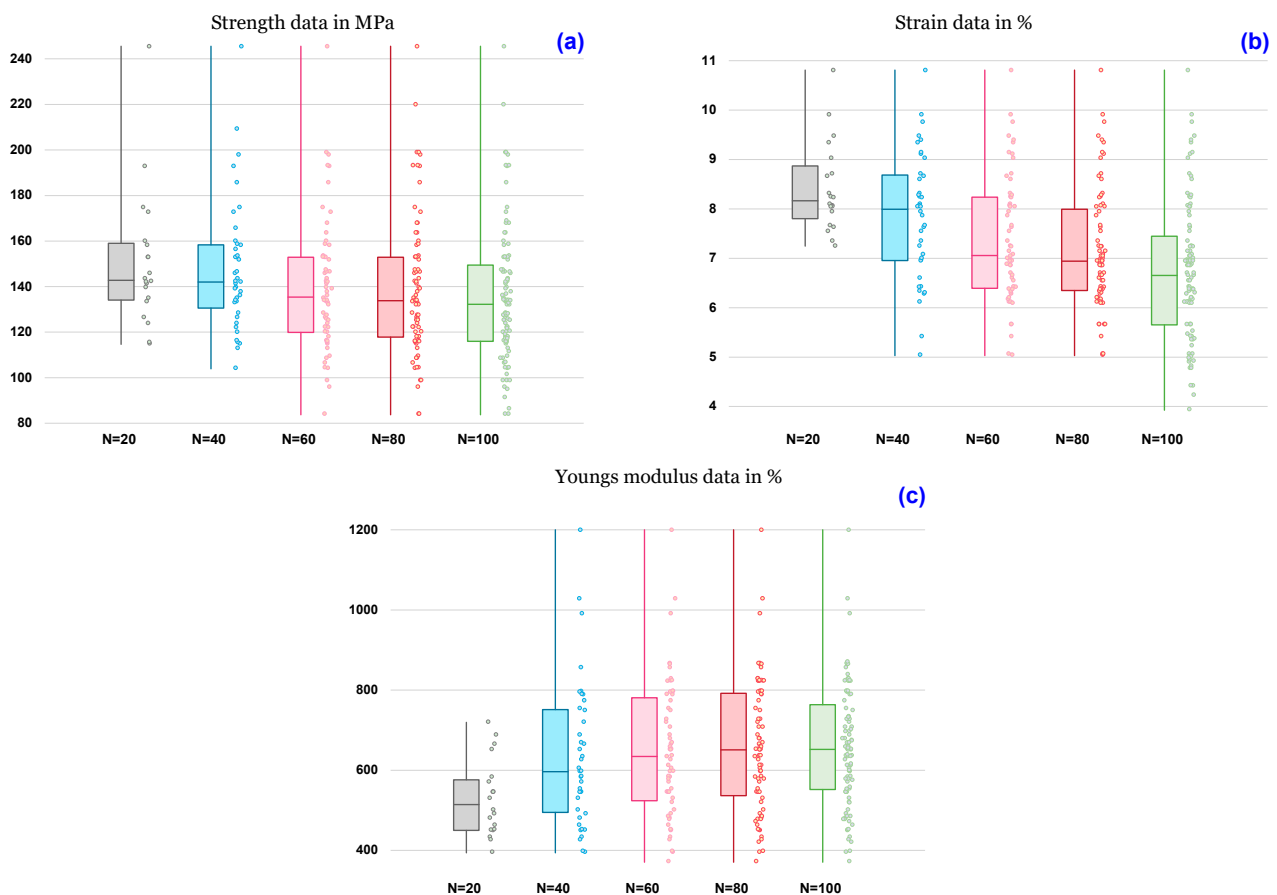 Strength data in MPa
(a)
240
220
200
180
160
140
120
100
80
N=20 N=40 N=60 N=80 N=100
Strain data in %
(b)
11
10
9
8
7
6
5
4
N=20 N=40 N=60 N=80 N=100
Youngs modulus data in %
(c)
1200
1000
800
600
400
N=20 N=40 N=60 N=80 N=100